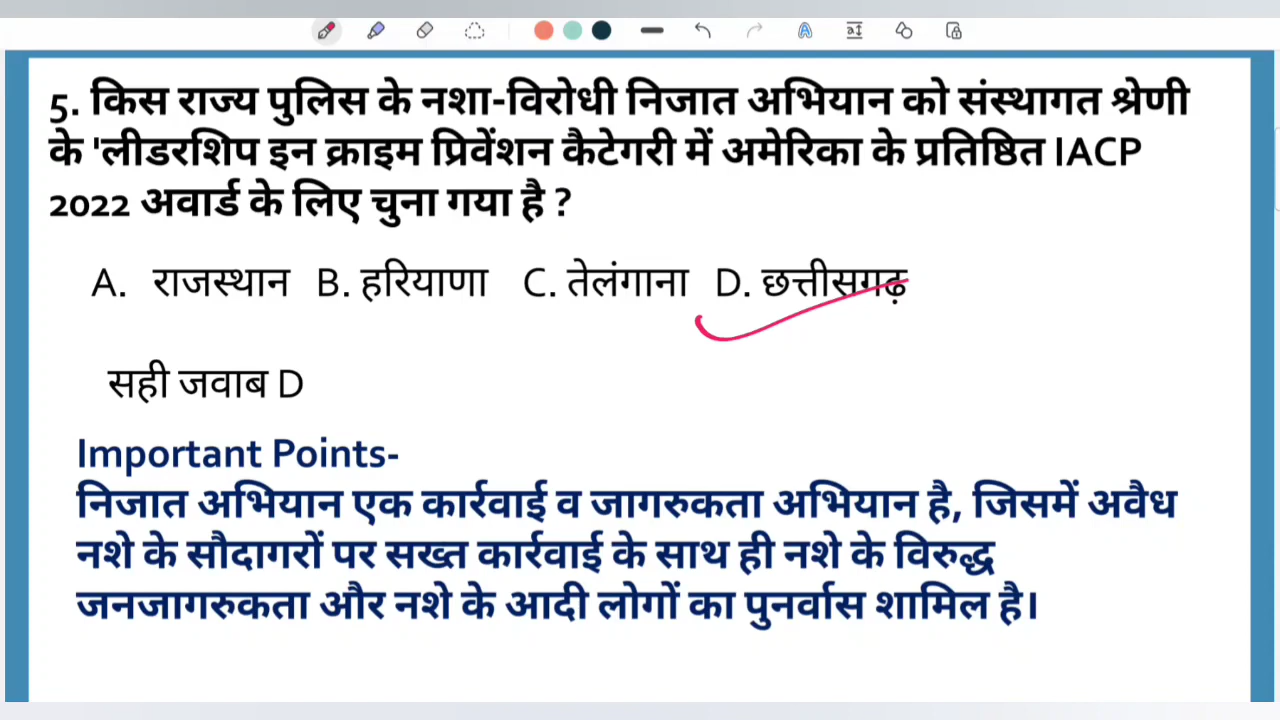 5. किस राज्य पुलिस के नशा-विरोधी निजात अभियान को संस्थागत श्रेणी
के 'लीडरशिप इन क्राइम प्रिवेंशन कैटेगरी में अमेरिका के प्रतिष्ठित IACP
2022 अवार्ड के लिए चुना गया है ?
A. राजस्थान B. हरियाणा C. तेलंगाना D. छत्तीसगढ़
सही जवाब D
Important Points-
निजात अभियान एक कार्रवाई व जागरुकता अभियान है, जिसमें अवैध
नशे के सौदागरों पर सख्त कार्रवाई के साथ ही नशे के विरुद्ध
जनजागरुकता और नशे के आदी लोगों का पुनर्वास शामिल है।